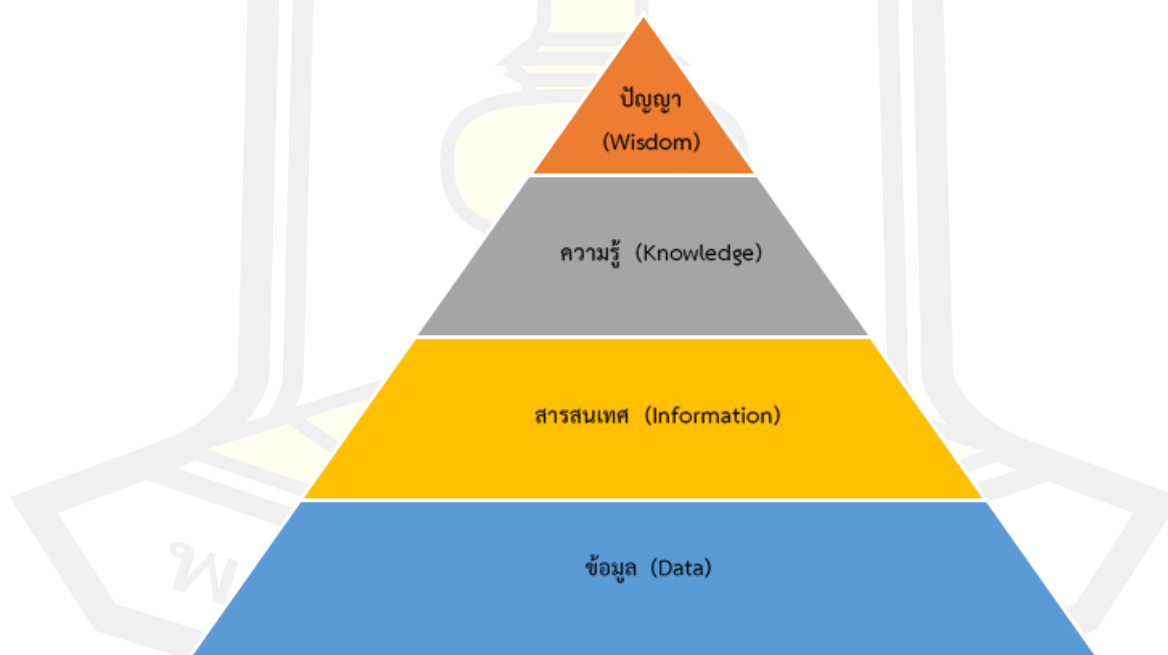 ปัญญา
(Wisdom)
ความรู้ (Knowledge)
สารสนเทศ (Information)
ข้อมูล (Data)